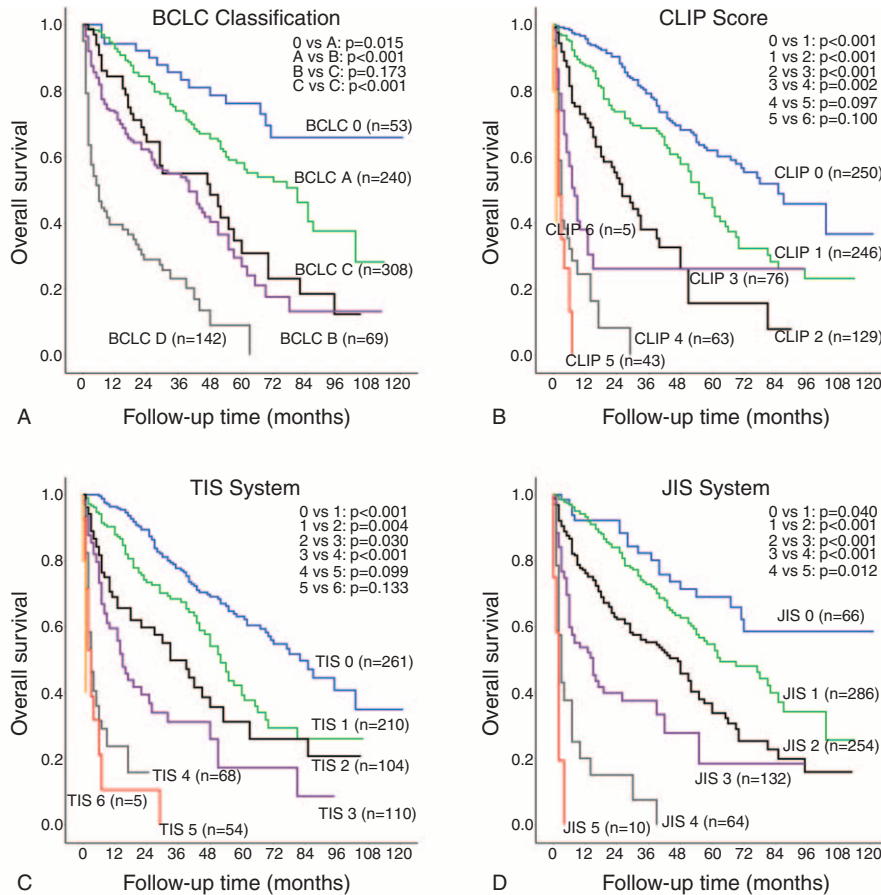 BCLC Classification
Overall survival
1.0
0.8
0.6
0.4
0.2
0.0
0 vs A: p=0.015
A vs B: p<0.001
B vs C: p=0.173
C vs C: p<0.001
BCLC 0 (n=53)
BCLC A (n=240)
BCLC C (n=308)
BCLC D (n=142)
BCLC B (n=69)
0 12 24 36 48 60 72 84 96 108 120
A Follow-up time (months)
CLIP Score
Overall survival
1.0
0.8
0.6
0.4
0.2
0.0
0 vs 1: p<0.001
1 vs 2: p<0.001
2 vs 3: p<0.001
3 vs 4: p=0.002
4 vs 5: p=0.097
5 vs 6: p=0.100
CLIP 0 (n=250)
CLIP 6 (n=5)
CLIP 1 (n=246)
CLIP 3 (n=76)
CLIP 4 (n=63)
CLIP 2 (n=129)
CLIP 5 (n=43)
0 12 24 36 48 60 72 84 96 108 120
B Follow-up time (months)
TIS System
Overall survival
1.0
0.8
0.6
0.4
0.2
0.0
0 vs 1: p<0.001
1 vs 2: p=0.004
2 vs 3: p=0.030
3 vs 4: p<0.001
4 vs 5: p=0.099
5 vs 6: p=0.133
TIS 0 (n=261)
TIS 1 (n=210)
TIS 2 (n=104)
TIS 4 (n=68)
TIS 6 (n=5)
TIS 3 (n=110)
TIS 5 (n=54)
0 12 24 36 48 60 72 84 96 108 120
C Follow-up time (months)
JIS System
Overall survival
1.0
0.8
0.6
0.4
0.2
0.0
0 vs 1: p=0.040
1 vs 2: p<0.001
2 vs 3: p<0.001
3 vs 4: p<0.001
4 vs 5: p=0.012
JIS 0 (n=66)
JIS 1 (n=286)
JIS 2 (n=254)
JIS 3 (n=132)
JIS 5 (n=10)
JIS 4 (n=64)
0 12 24 36 48 60 72 84 96 108 120
D Follow-up time (months)